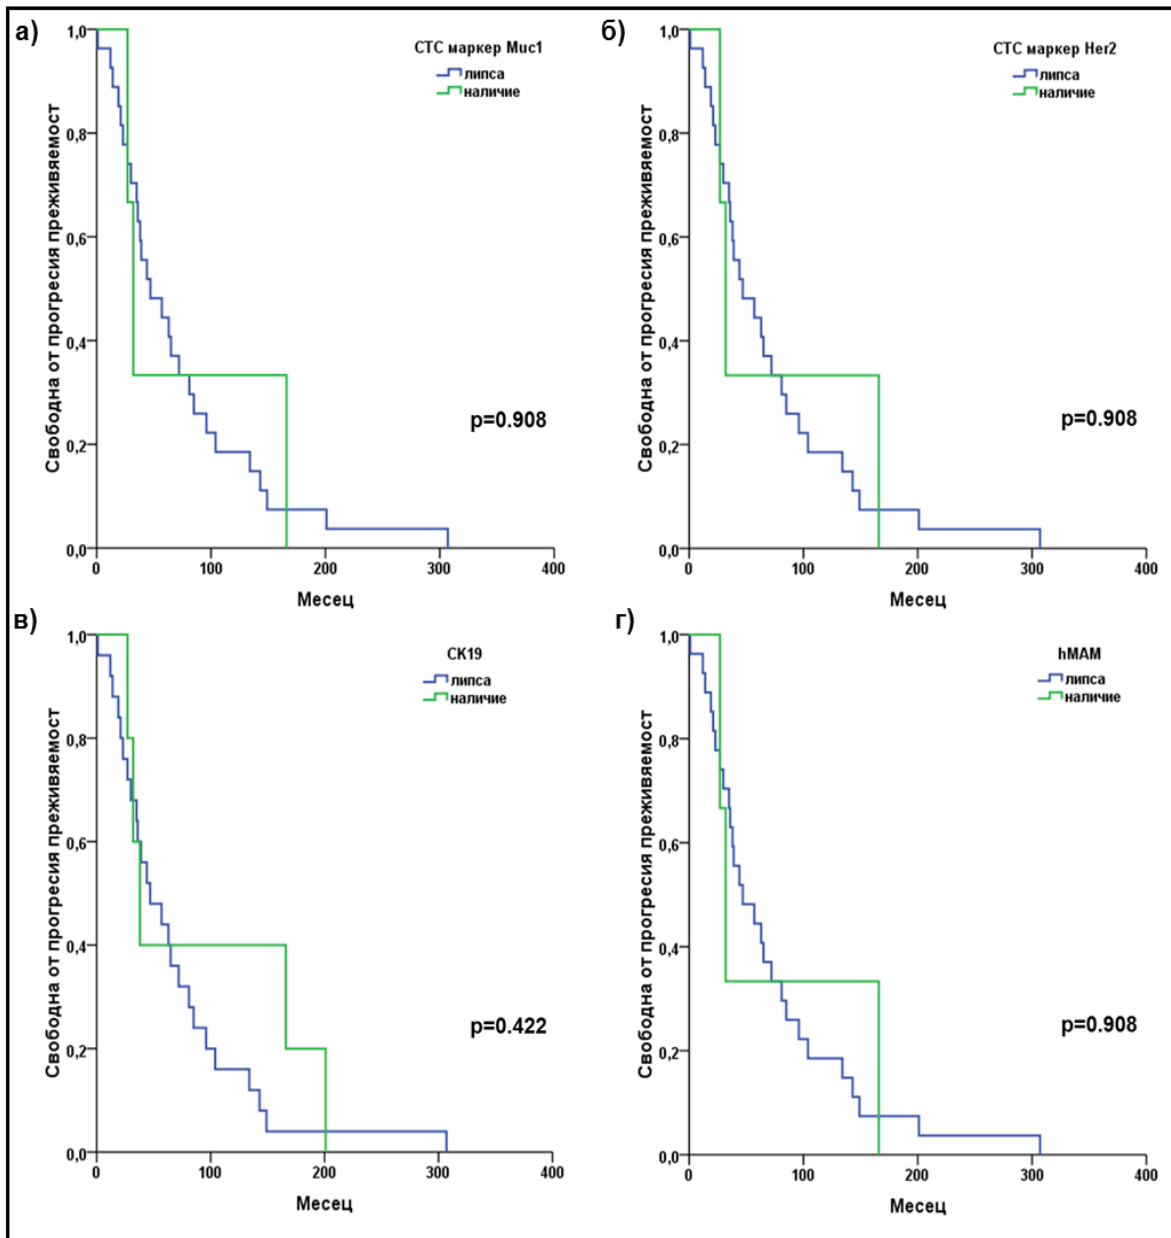 а)
СТС маркер Muc1
липса
наличие
Свободна от прогресия преживяемост
1,0
0,8
0,6
0,4
0,2
0,0
p=0.908
0 100 200 300 400
Месец
б)
СТС маркер Her2
липса
наличие
Свободна от прогресия преживяемост
1,0
0,8
0,6
0,4
0,2
0,0
p=0.908
0 100 200 300 400
Месец
в)
CK19
липса
наличие
Свободна от прогресия преживяемост
1,0
0,8
0,6
0,4
0,2
0,0
p=0.422
0 100 200 300 400
Месец
г)
hMAM
липса
наличие
Свободна от прогресия преживяемост
1,0
0,8
0,6
0,4
0,2
0,0
p=0.908
0 100 200 300 400
Месец